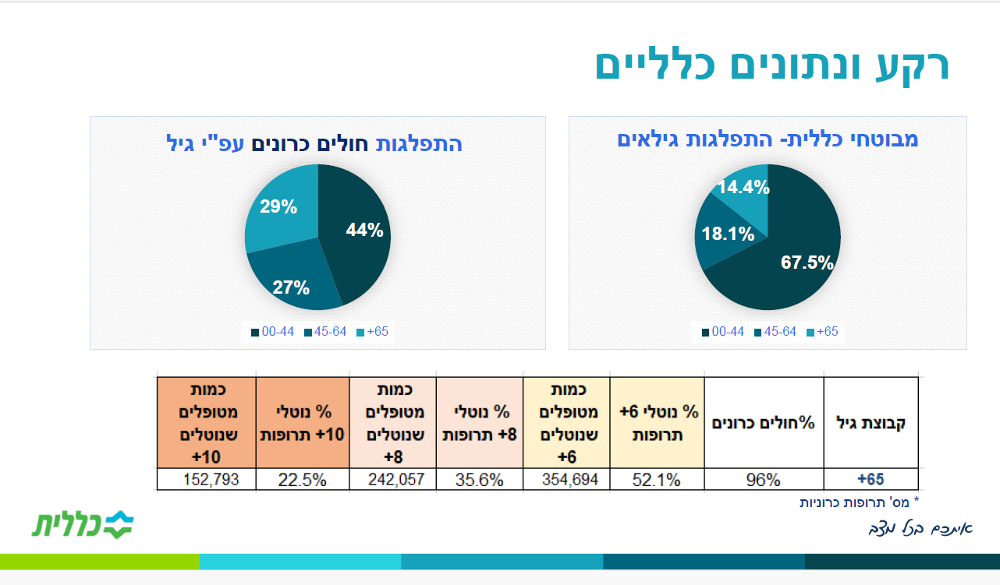 רקע ונתונים כלליים
מבוטחי כללית- התפלגות גילאים
14.4%
18.1%
67.5%
00-44 45-64 +65
התפלגות חולים כרונים עפ"י גיל
29%
44%
27%
00-44 45-64 +65
קבוצת גיל
%חולים כרונים
% נוטלי 6+
תרופות
כמות
מטופלים
שנוטלים
6+
% נוטלי
8+ תרופות
כמות
מטופלים
שנוטלים
8+
% נוטלי
10+ תרופות
כמות
מטופלים
שנוטלים
10+
+65 96% 52.1% 354,694 35.6% 242,057 22.5% 152,793
* מס' תרופות כרוניות
איתכם בכל מצב
כללית